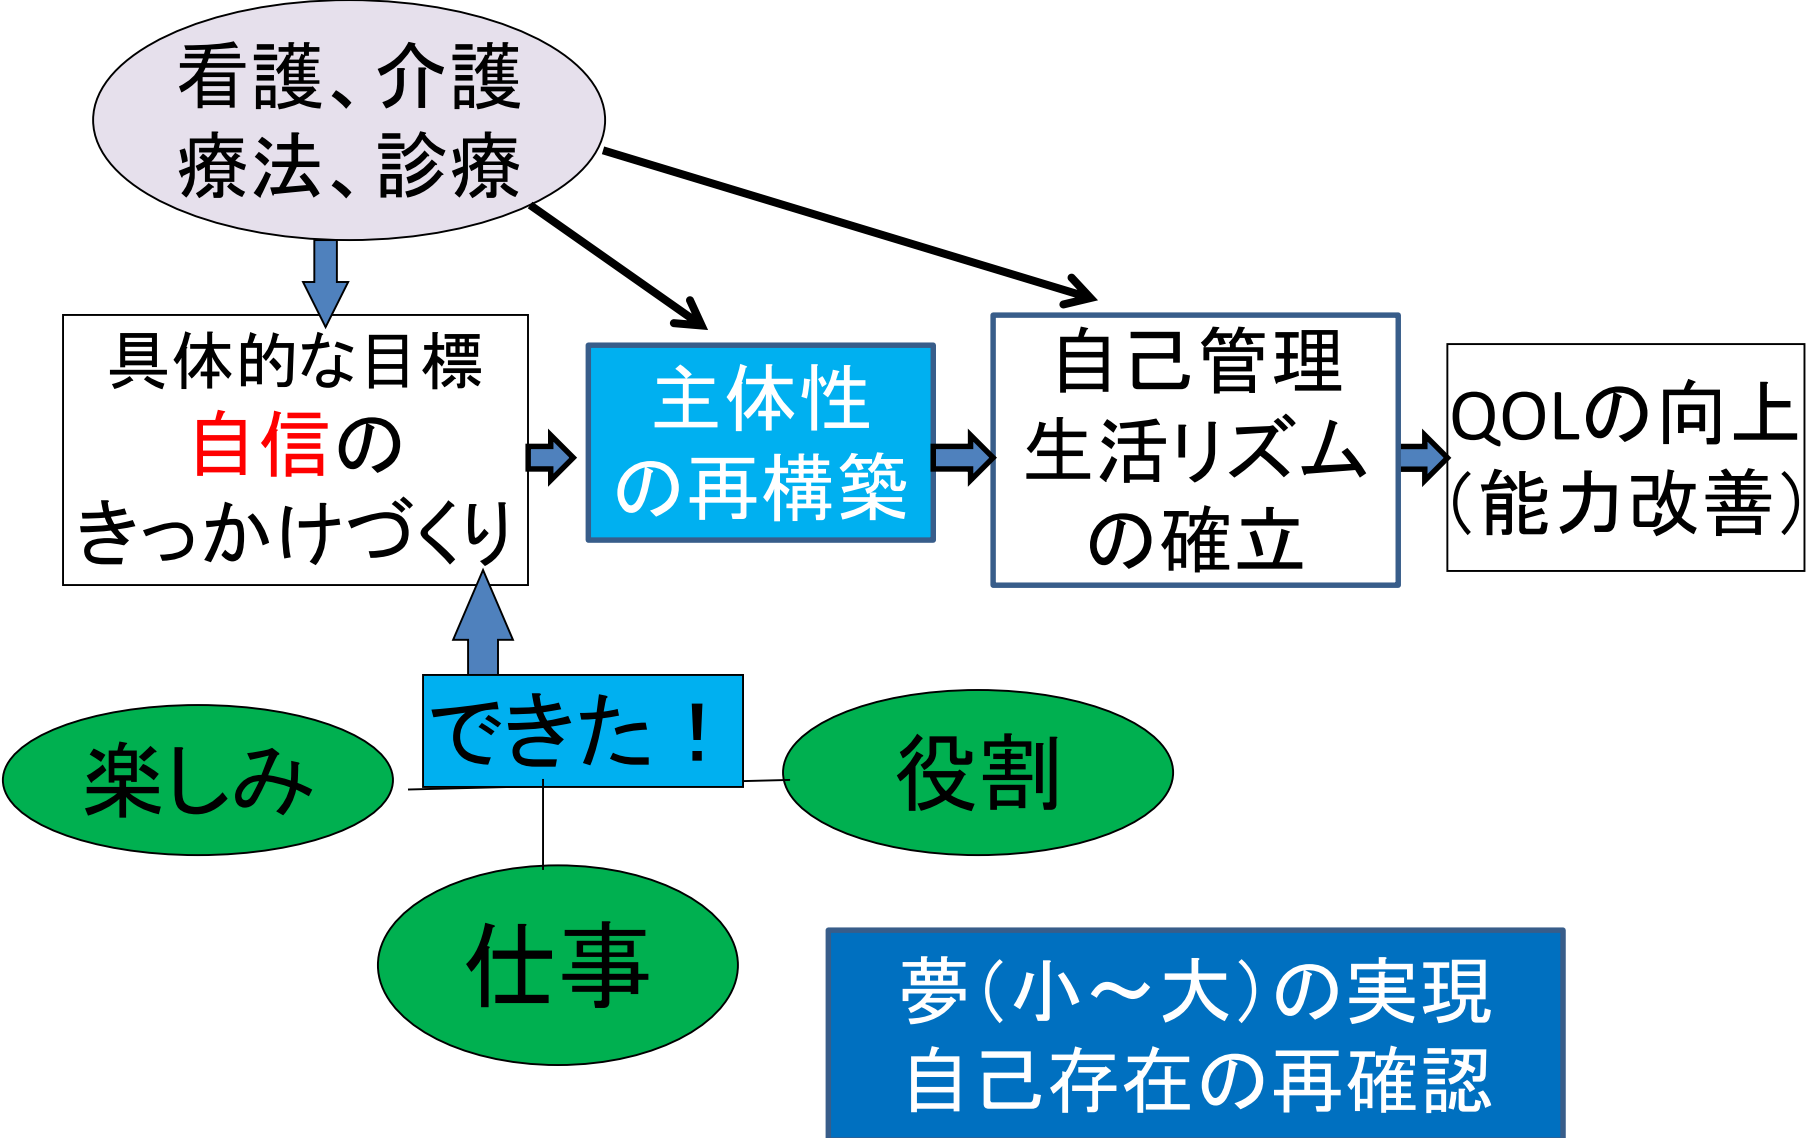 看護、介護
療法、診療
具体的な目標
自信の
きっかけづくり
主体性
の再構築
自己管理
生活リズム
の確立
QOLの向上
(能力改善)
できた！
楽しみ
役割
仕事
夢(小～大)の実現
自己存在の再確認